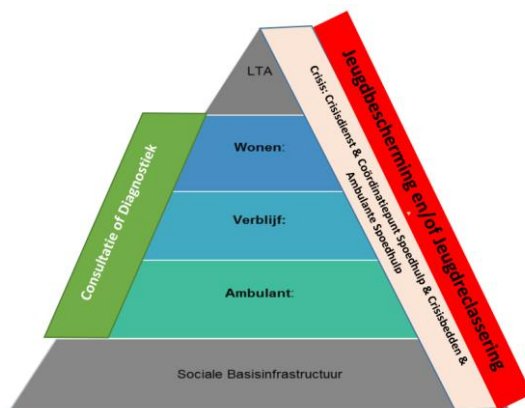 LTA
Wonen:
Verblijf:
Ambulant:
Sociale Basisinfrastructuur
Consultatie of Diagnostiek
Crisis: Crisisdienst & Coördinatiepunt Spoedhulp & Crisisbedden &
Ambulante Spoedhulp
Jeugdbescherming en/of Jeugdreclassering